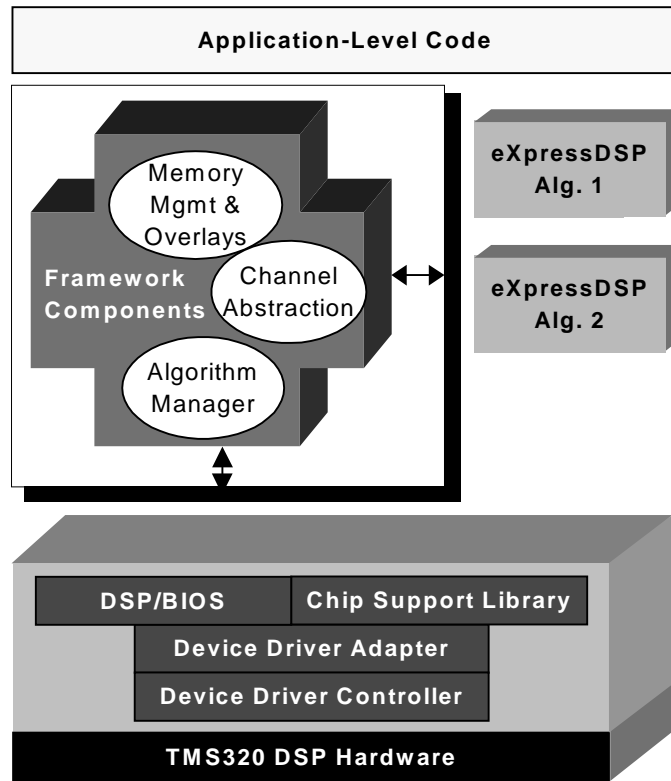 Application-Level Code
Memory
Mgmt &
Overlays
Framework
Components
Channel
Abstraction
Algorithm
Manager
eXpressDSP
Alg. 1
eXpressDSP
Alg. 2
DSP/BIOS
Chip Support Library
Device Driver Adapter
Device Driver Controller
TMS320 DSP Hardware